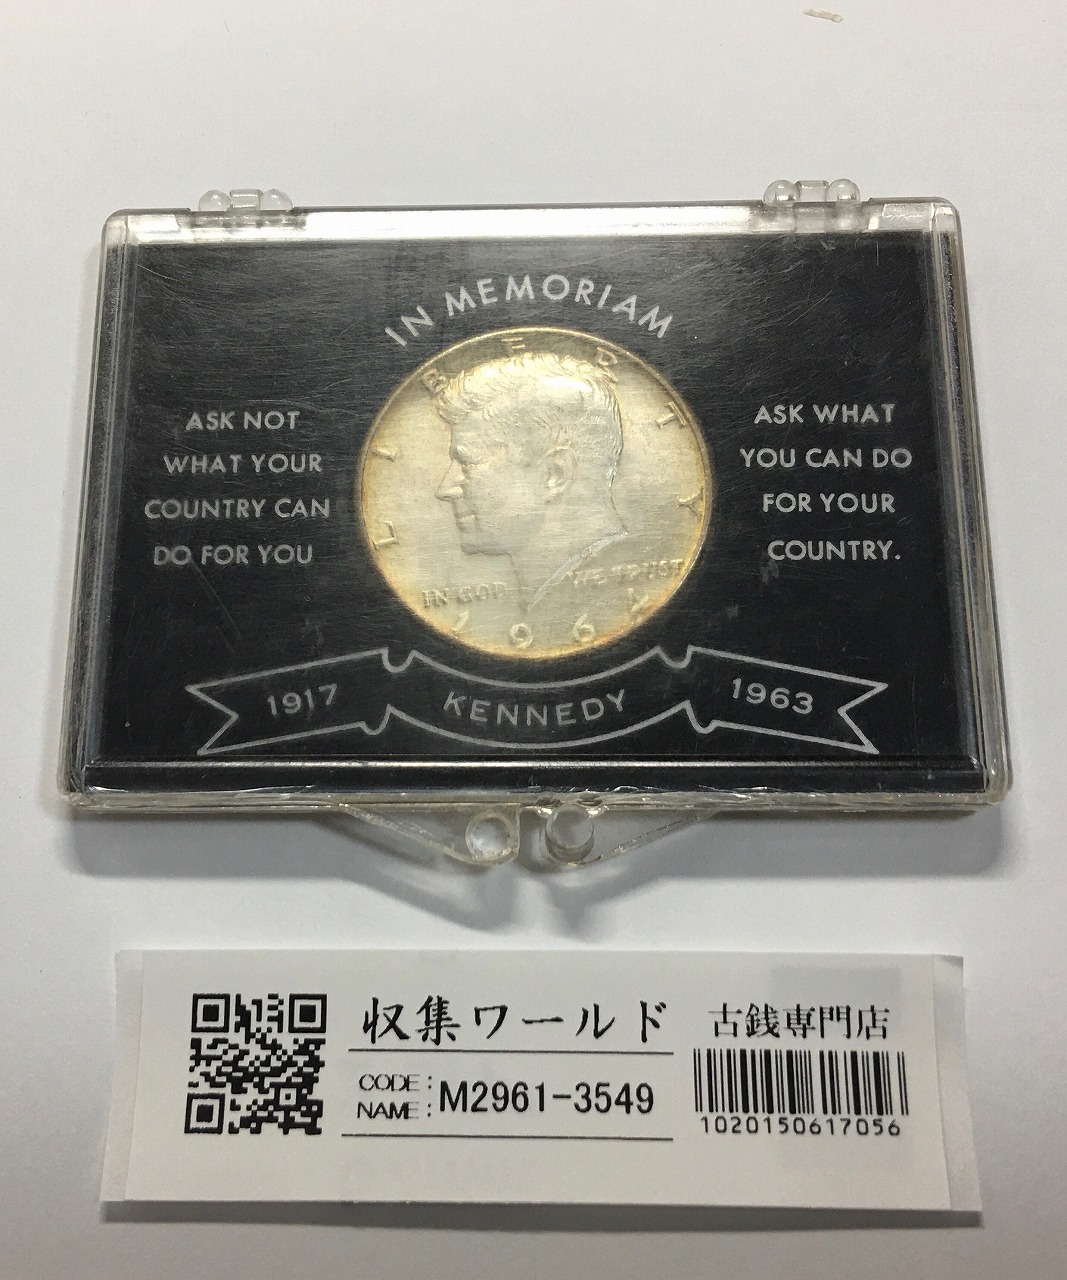 IN MEMORIAM
ASK NOT
WHAT YOUR
COUNTRY CAN
DO FOR YOU
LIBERTY
IN GOD WE TRUST
1964
ASK WHAT
YOU CAN DO
FOR YOUR
COUNTRY.
1917 KENNEDY 1963
収集ワールド 古銭専門店
CODE:
NAME: M2961-3549
1020150617056